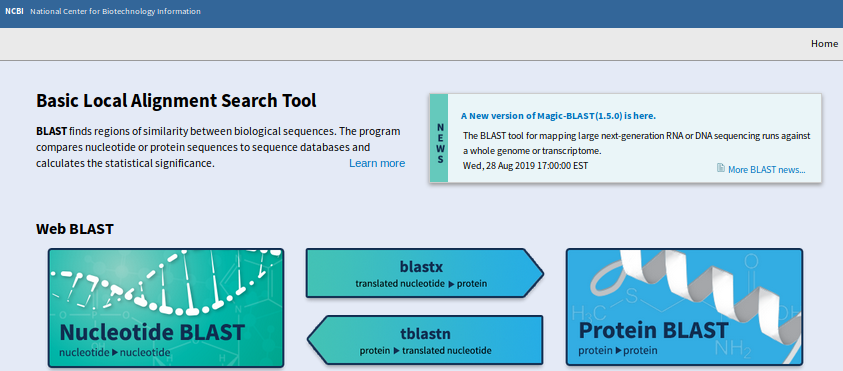 NCBI National Center for Biotechnology Information
Home
Basic Local Alignment Search Tool
BLAST finds regions of similarity between biological sequences. The program
compares nucleotide or protein sequences to sequence databases and
calculates the statistical significance. Learn more
NEWS
A New version of Magic-BLAST(1.5.0) is here.
The BLAST tool for mapping large next-generation RNA or DNA sequencing runs against
a whole genome or transcriptome.
Wed, 28 Aug 2019 17:00:00 EST
More BLAST news...
Web BLAST
Nucleotide BLAST
nucleotide ▶ nucleotide
blastx
translated nucleotide ▶ protein
tblastn
protein ▶ translated nucleotide
O
S
H₃C
OH
Protein BLAST
protein ▶ protein
NH₂